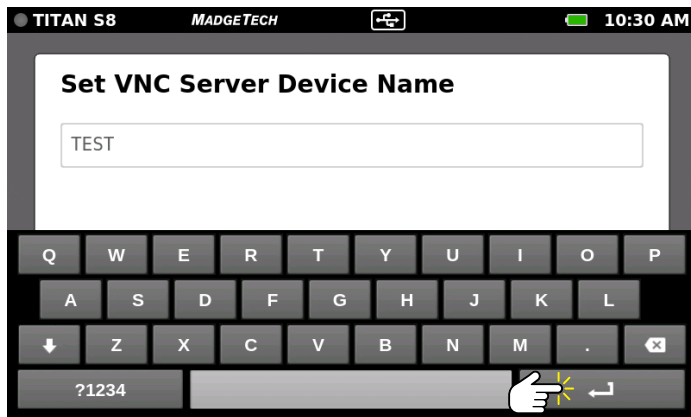 TITAN S8 MADGETECH 10:30 AM
Set VNC Server Device Name
TEST
Q W E R T Y U I O P
A S D F G H J K L
Z X C V B N M .
?1234